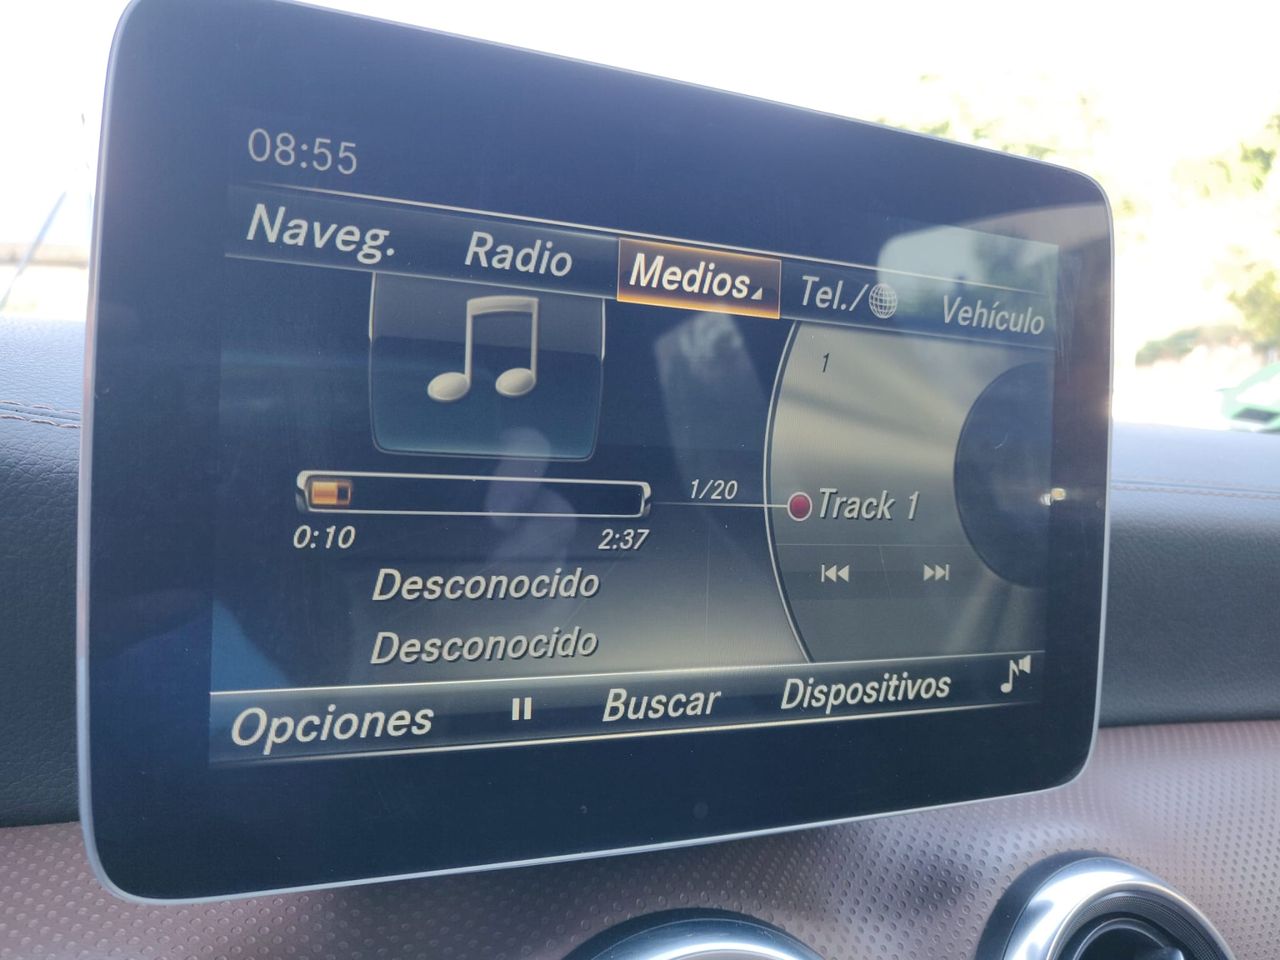 08:55
Naveg. Radio Medios Tel./ Vehículo
1
1/20 Track 1
0:10 2:37
Desconocido
Desconocido
Opciones Buscar Dispositivos